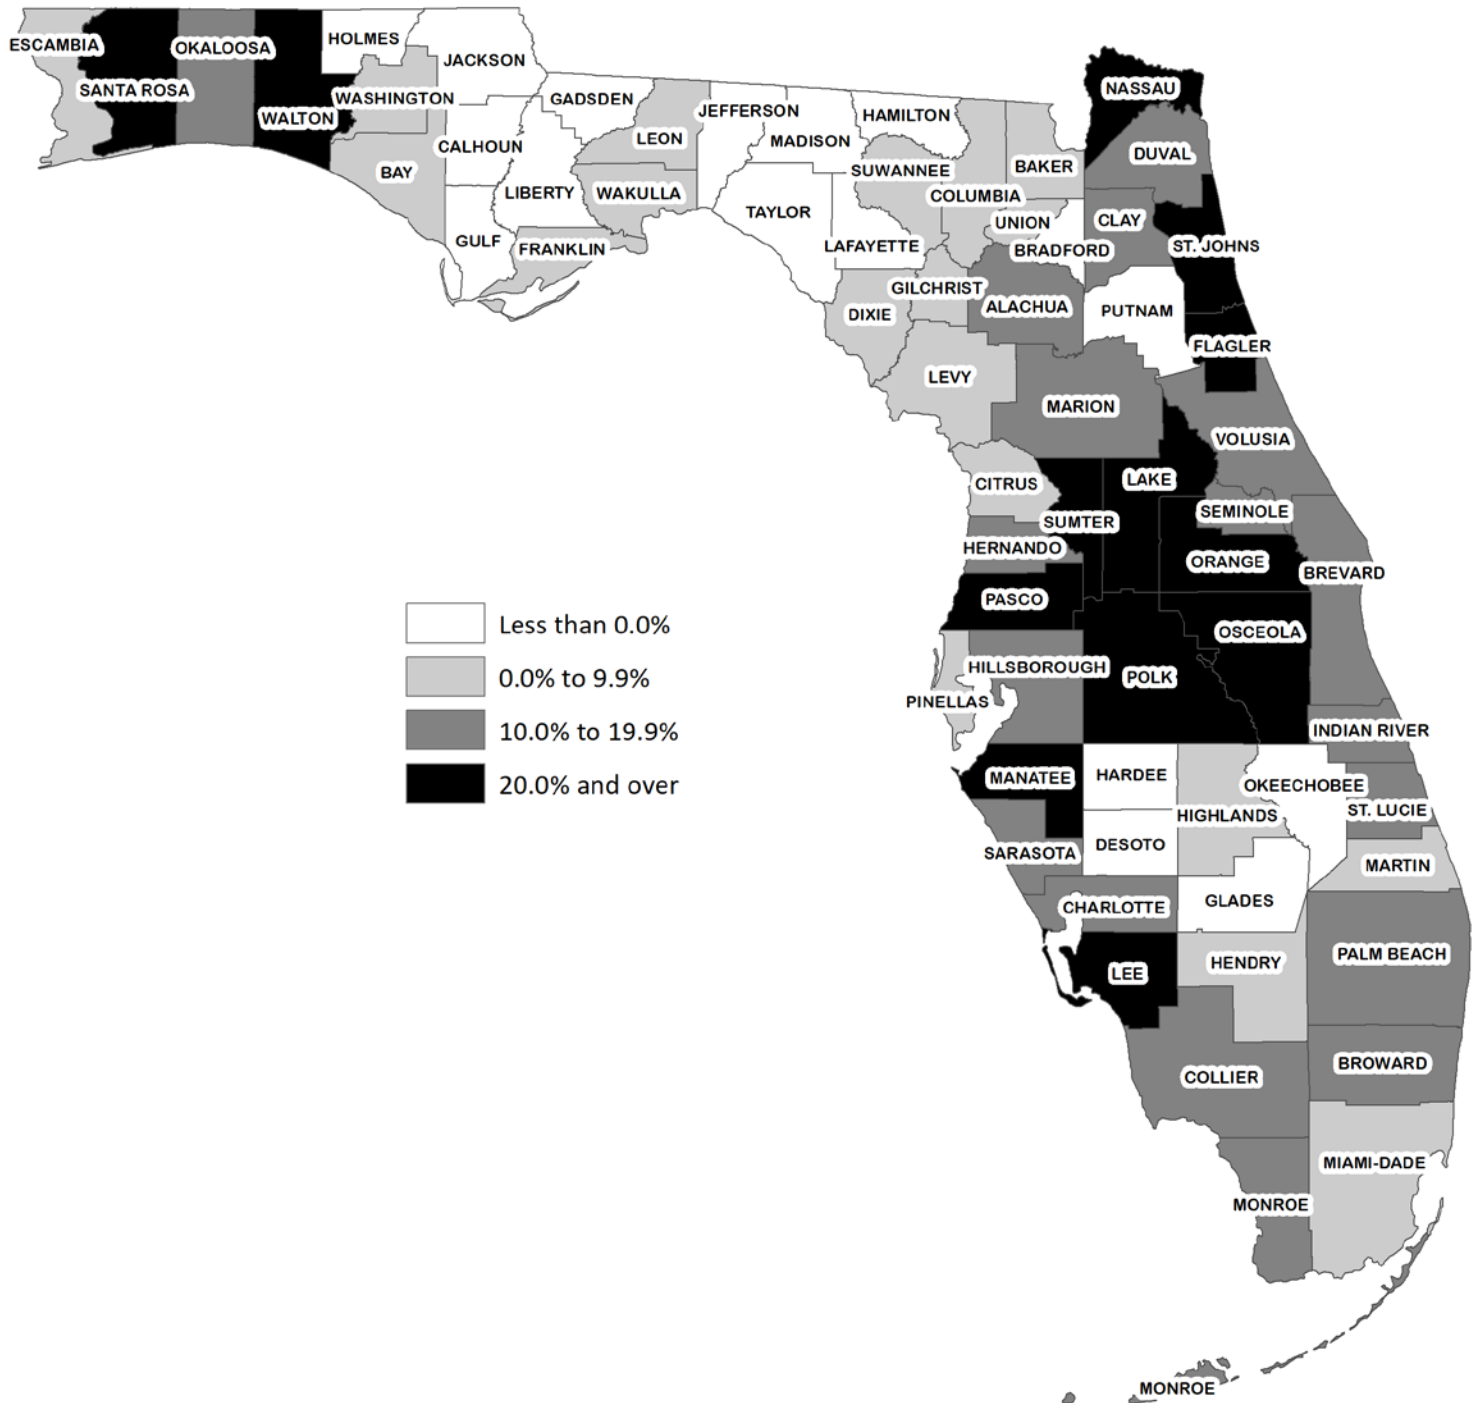 HOLMES
ESCAMBIA
OKALOOSA
JACKSON
SANTA ROSA
WALTON
WASHINGTON
GADSDEN
JEFFERSON
HAMILTON
NASSAU
LEON
MADISON
CALHOUN
DUVAL
BAY
SUWANNEE
BAKER
LIBERTY
WAKULLA
COLUMBIA
TAYLOR
UNION
CLAY
GULF
FRANKLIN
LAFAYETTE
BRADFORD
ST. JOHNS
GILCHRIST
DIXIE
ALACHUA
PUTNAM
FLAGLER
LEVY
MARION
VOLUSIA
CITRUS
LAKE
SEMINOLE
SUMTER
HERNANDO
ORANGE
BREVARD
PASCO
OSCEOLA
HILLSBOROUGH
POLK
PINELLAS
INDIAN RIVER
MANATEE
HARDEE
OKEECHOBEE
HIGHLANDS
ST. LUCIE
SARASOTA
DESOTO
MARTIN
CHARLOTTE
GLADES
LEE
HENDRY
PALM BEACH
COLLIER
BROWARD
MIAMI-DADE
MONROE
MONROE
Less than 0.0%
0.0% to 9.9%
10.0% to 19.9%
20.0% and over